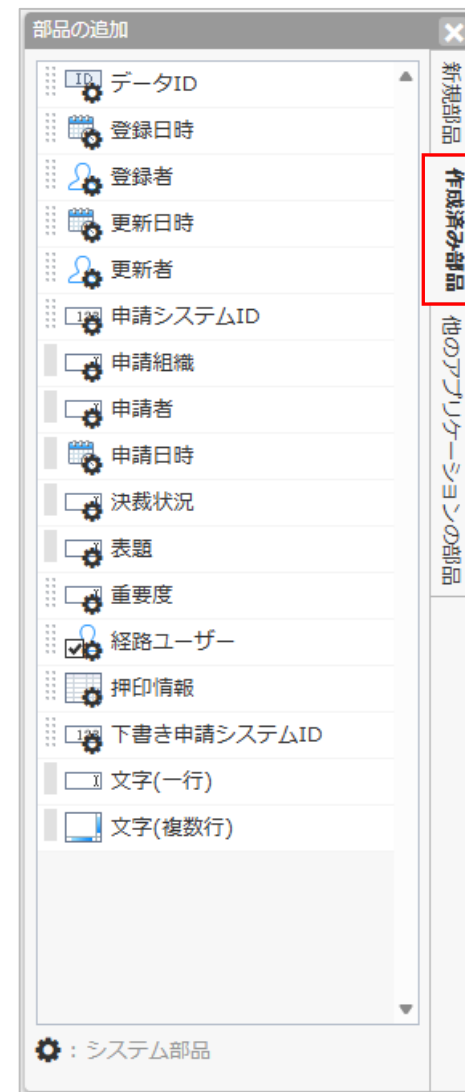 部品の追加
データID
登録日時
登録者
更新日時
更新者
申請システムID
申請組織
申請者
申請日時
決裁状況
表題
重要度
経路ユーザー
押印情報
下書き申請システムID
文字(一行)
文字(複数行)
：システム部品
新規部品
作成済み部品
他のアプリケーションの部品